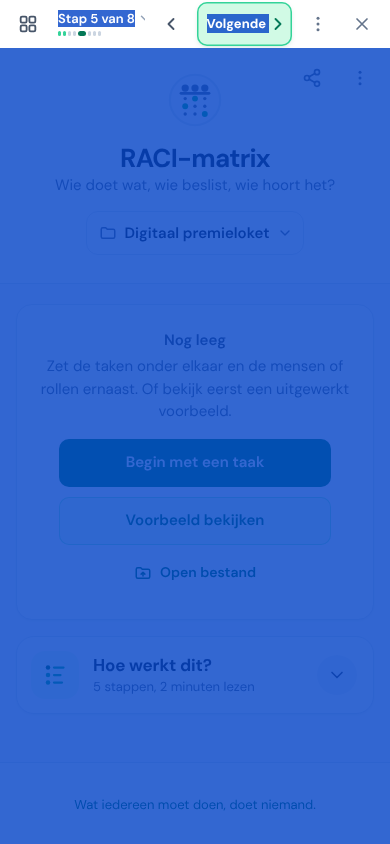 Stap 5 van 8
Volgende
RACI-matrix
Wie doet wat, wie beslist, wie hoort het?
Digitaal premieloket
Nog leeg
Zet de taken onder elkaar en de mensen of
rollen ernaast. Of bekijk eerst een uitgewerkt
voorbeeld.
Begin met een taak
Voorbeeld bekijken
Open bestand
Hoe werkt dit?
5 stappen, 2 minuten lezen
Wat iedereen moet doen, doet niemand.